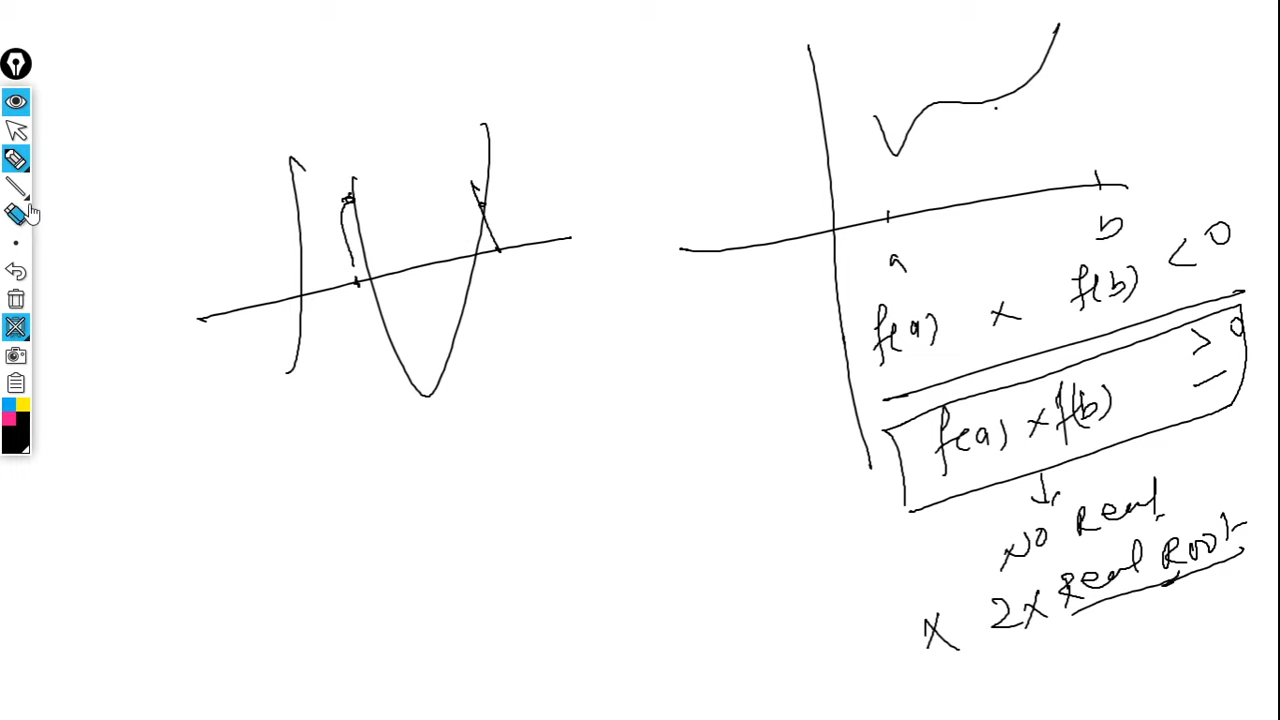 a b
f(a) × f(b) < 0
f(a) × f(b) ≥ 0
No Real
× 2× Real Root